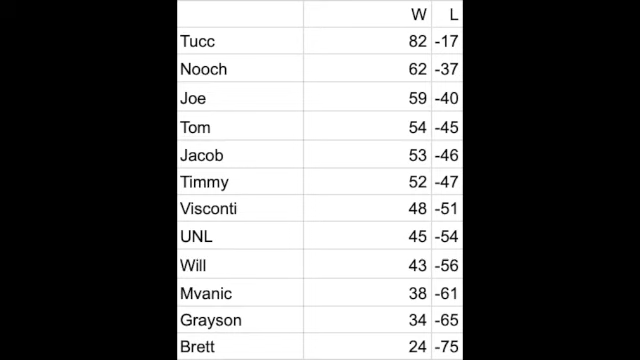 W L
Tucc 82 -17
Nooch 62 -37
Joe 59 -40
Tom 54 -45
Jacob 53 -46
Timmy 52 -47
Visconti 48 -51
UNL 45 -54
Will 43 -56
Mvanic 38 -61
Grayson 34 -65
Brett 24 -75